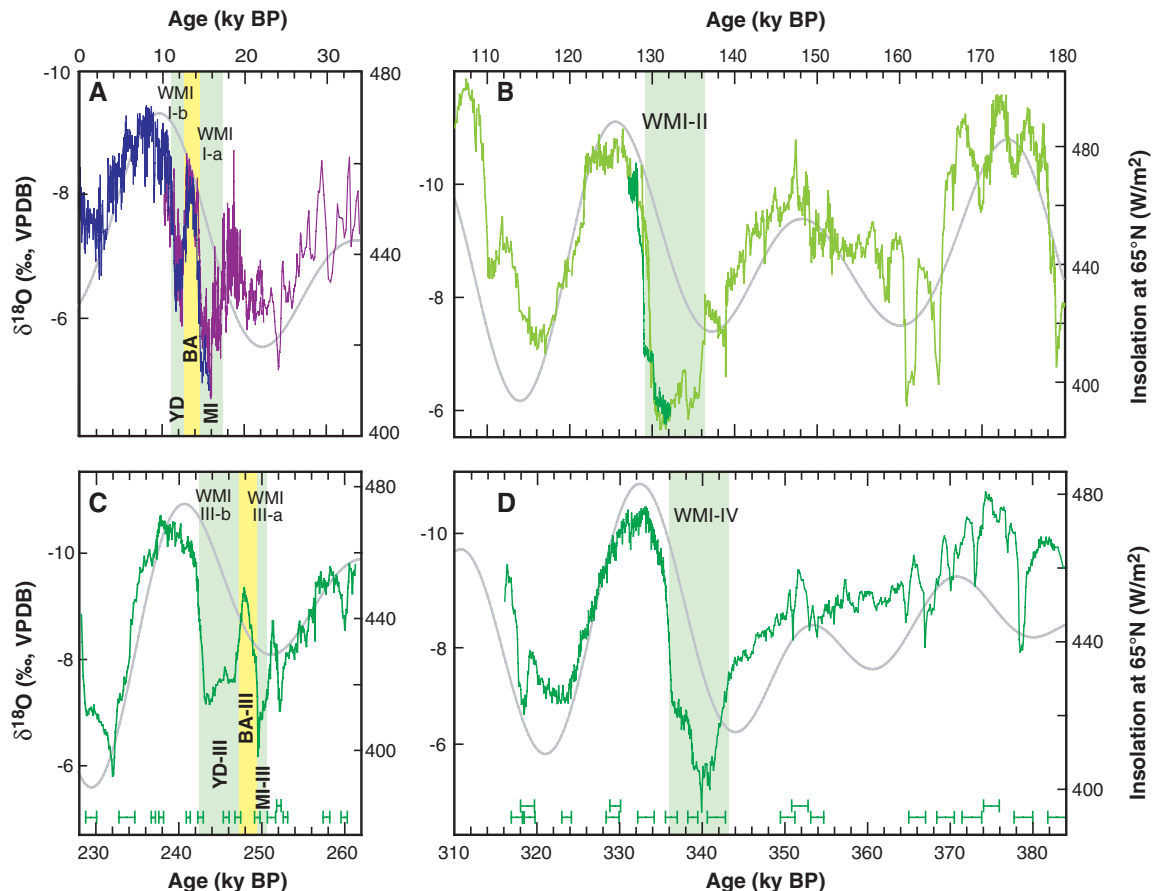 Age (ky BP)
Age (ky BP)
0 10 20 30
110 120 130 140 150 160 170 180
-10
-8
-6
480
440
400
A
WMI
I-b
WMI
I-a
YD
BA
MI
B
WMI-II
-10
-8
-6
480
460
440
420
400
δ18O (‰, VPDB)
Insolation at 65°N (W/m2)
C
WMI
III-b
WMI
III-a
YD-III
BA-III
MI-III
-10
-8
-6
480
440
400
D
WMI-IV
-10
-8
-6
480
440
400
δ18O (‰, VPDB)
Insolation at 65°N (W/m2)
230 240 250 260
310 320 330 340 350 360 370 380
Age (ky BP)
Age (ky BP)